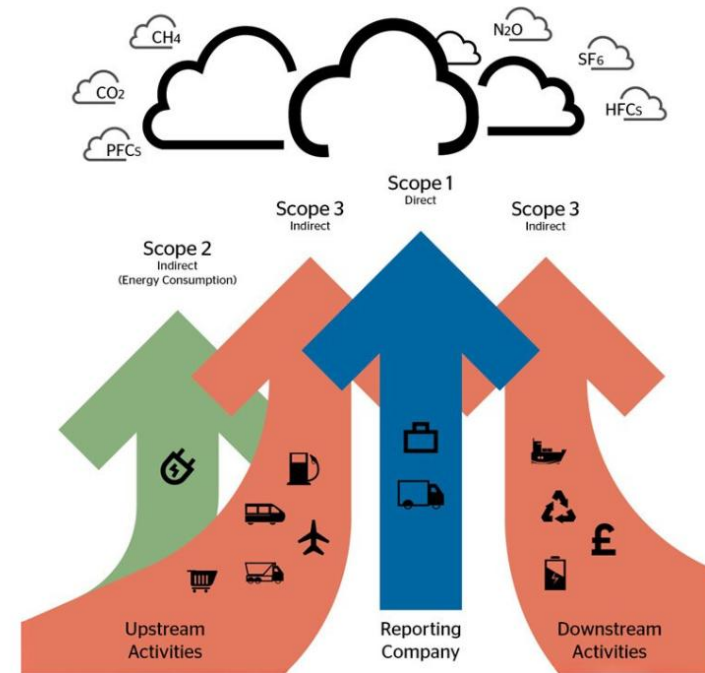 CH4
CO2
PFCs
N2O
SF6
HFCs
Scope 1
Direct
Scope 3
Indirect
Scope 3
Indirect
Scope 2
Indirect
(Energy Consumption)
£
Upstream
Activities
Reporting
Company
Downstream
Activities